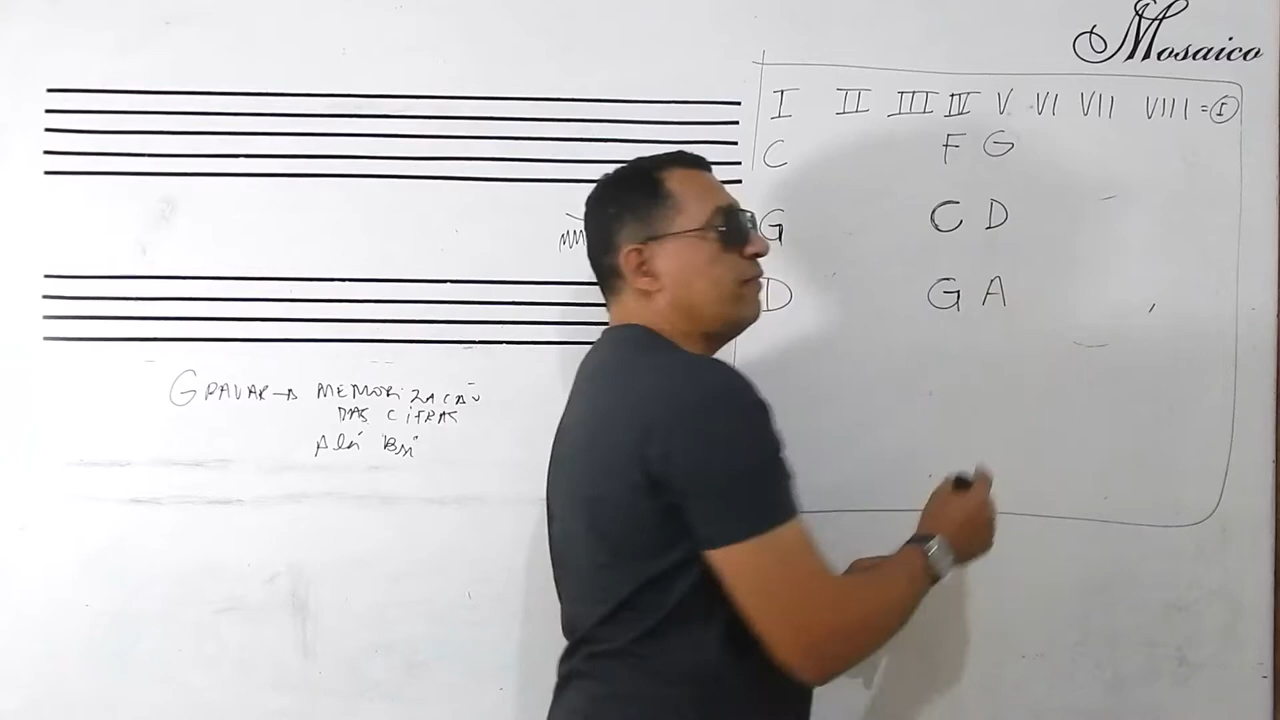 Mosaico
I II III IV V VI VII VIII = I
C F G
G C D
D G A
GRAVAR → MEMORIZAÇÃO
DAS CIFRAS